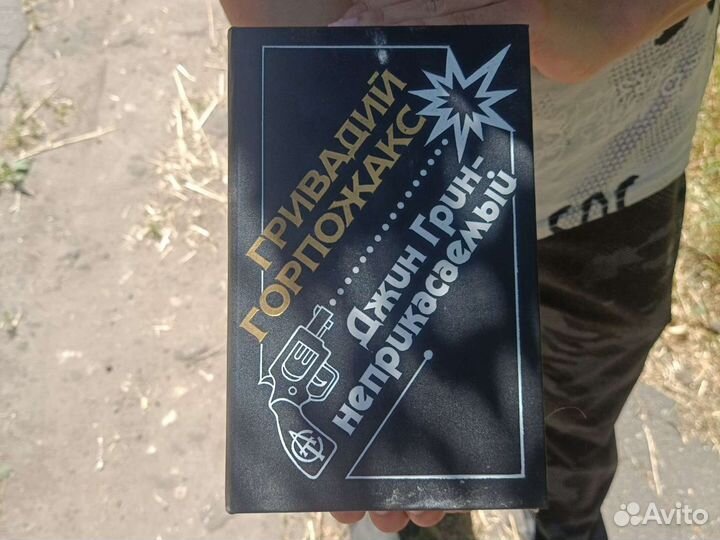 ГРИВАДИЙ
ГОРПОЖАКС
Джин Грин-
неприкасаемый
Avito